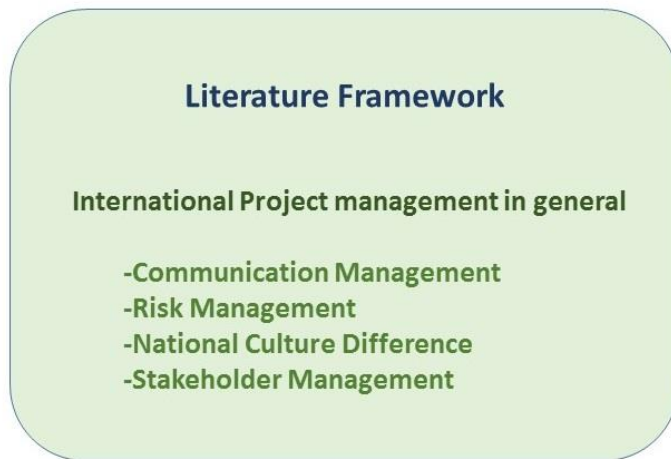 Literature Framework
International Project management in general
-Communication Management
-Risk Management
-National Culture Difference
-Stakeholder Management